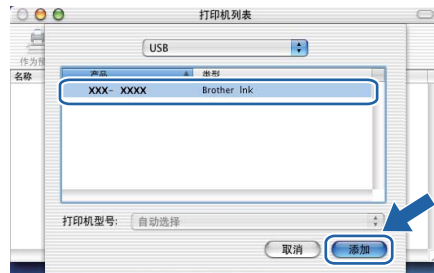 打印机列表
USB
作为
名称
产品 类型
XXX- XXXX Brother Ink
打印机型号: 自动选择
取消 添加